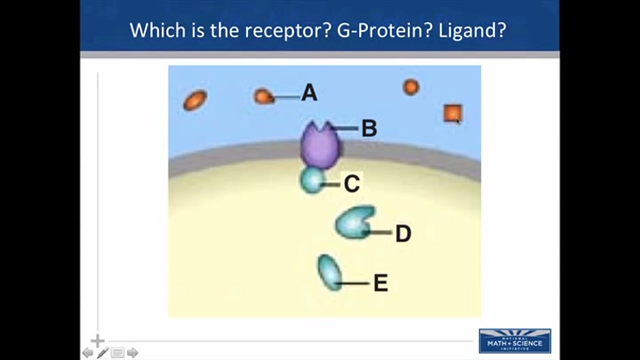 Which is the receptor? G-Protein? Ligand?
A
B
C
D
E
NATIONAL
MATH + SCIENCE
INITIATIVE